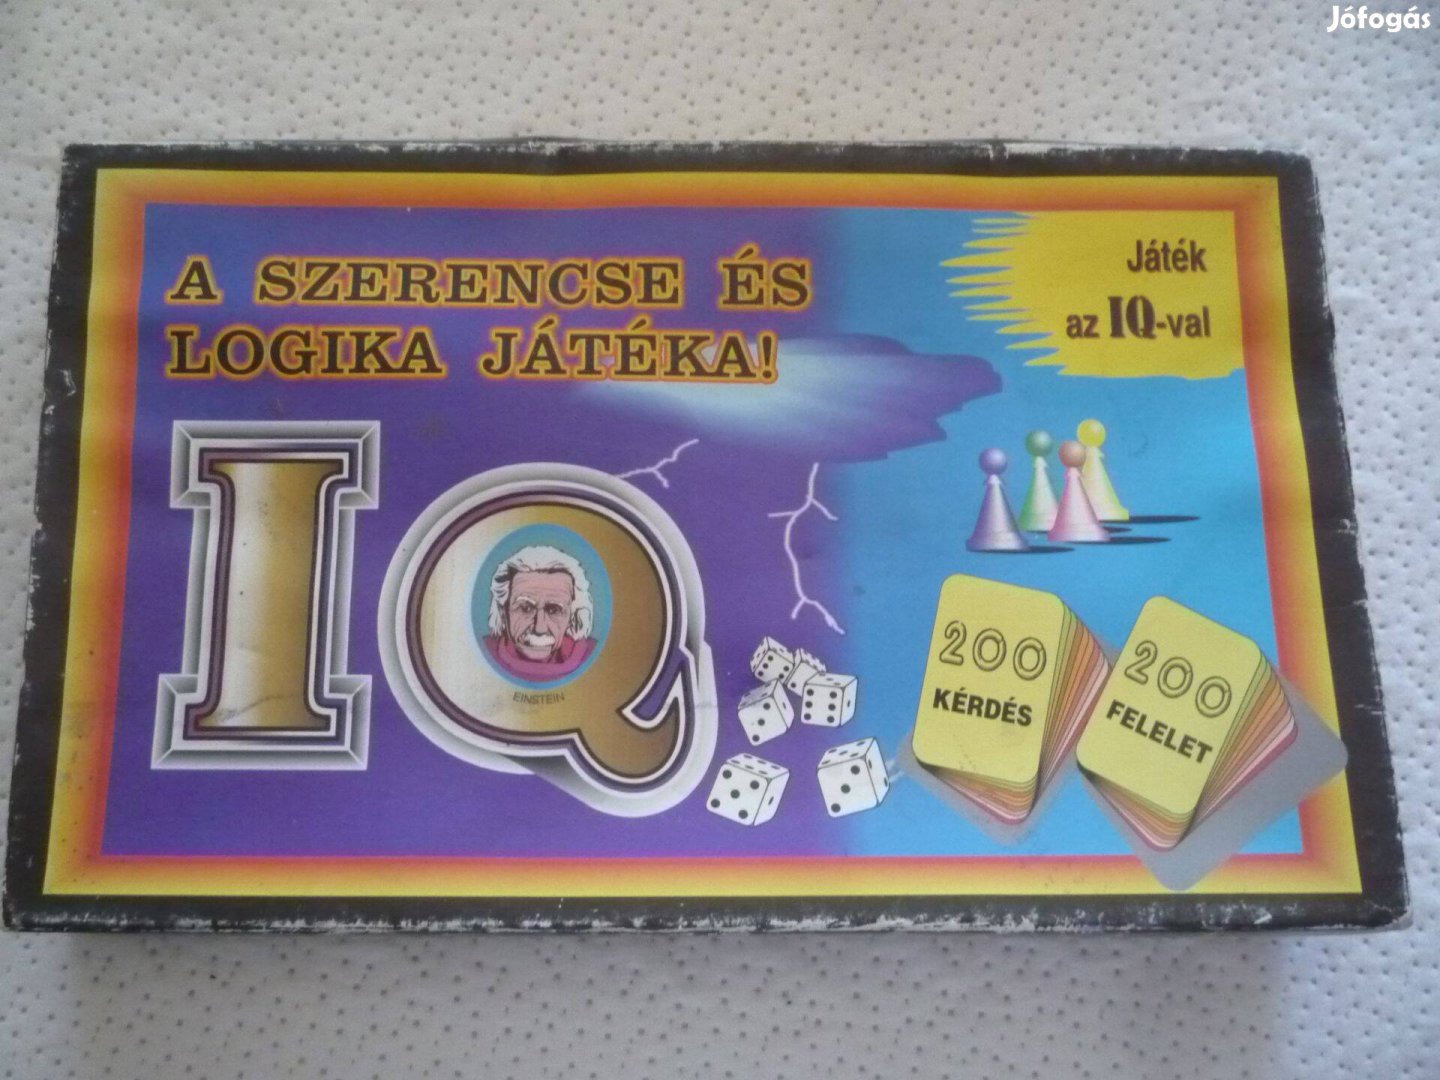 Jófogás
A SZERENCSE ÉS
LOGIKA JÁTÉKA!
Játék
az IQ-val
IQ
EINSTEIN
200
KÉRDÉS
200
FELELET